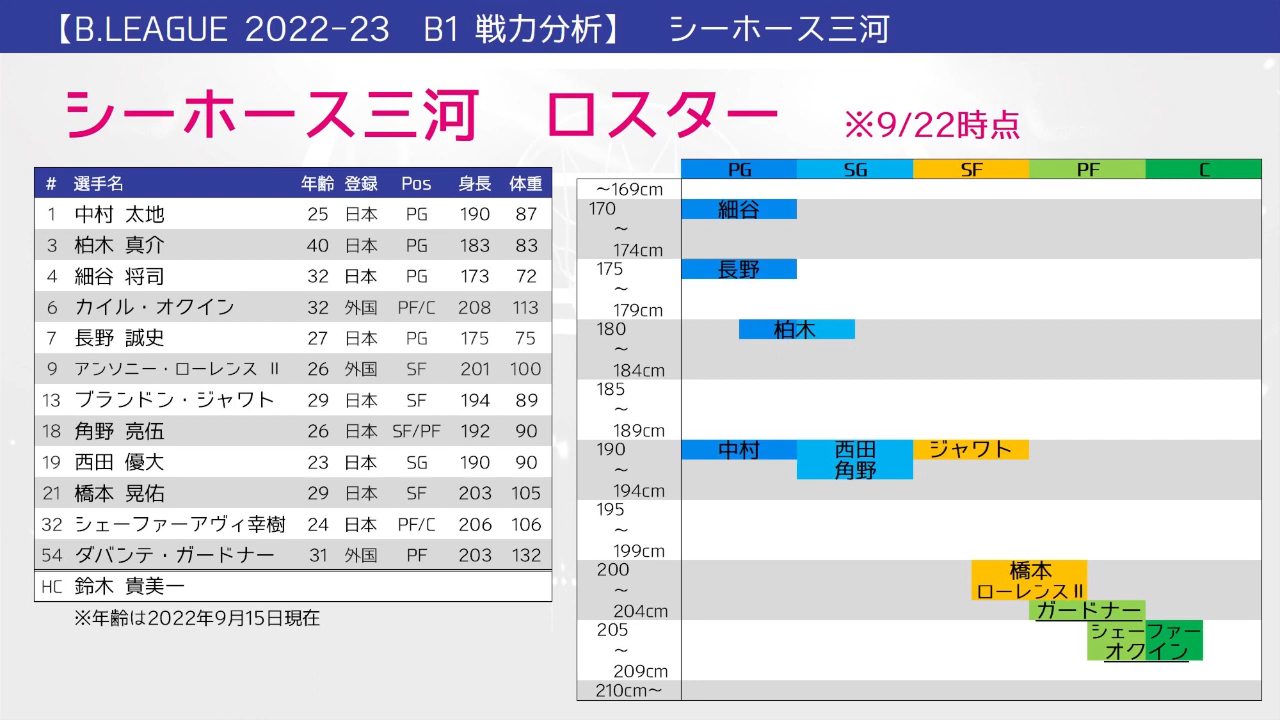 【B.LEAGUE 2022-23 B1 戦力分析】 シーホース三河
シーホース三河 ロスター ※9/22時点
# 選手名 年齢 登録 Pos 身長 体重
1 中村 太地 25 日本 PG 190 87
3 柏木 真介 40 日本 PG 183 83
4 細谷 将司 32 日本 PG 173 72
6 カイル・オクイン 32 外国 PF/C 208 113
7 長野 誠史 27 日本 PG 175 75
9 アンソニー・ローレンス Ⅱ 26 外国 SF 201 100
13 ブランドン・ジャワト 29 日本 SF 194 89
18 角野 亮伍 26 日本 SF/PF 192 90
19 西田 優大 23 日本 SG 190 90
21 橋本 晃佑 29 日本 SF 203 105
32 シェーファーアヴィ幸樹 24 日本 PF/C 206 106
54 ダバンテ・ガードナー 31 外国 PF 203 132
HC 鈴木 貴美一
※年齢は2022年9月15日現在
PG SG SF PF C
～169cm
170 細谷
～
174cm
175 長野
～
179cm
180 柏木
～
184cm
185
～
189cm
190 中村 西田 ジャワト
～ 角野
194cm
195
～
199cm
200 橋本
～ ローレンスⅡ
204cm ガードナー
205 シェーファー
～ オクイン
209cm
210cm～